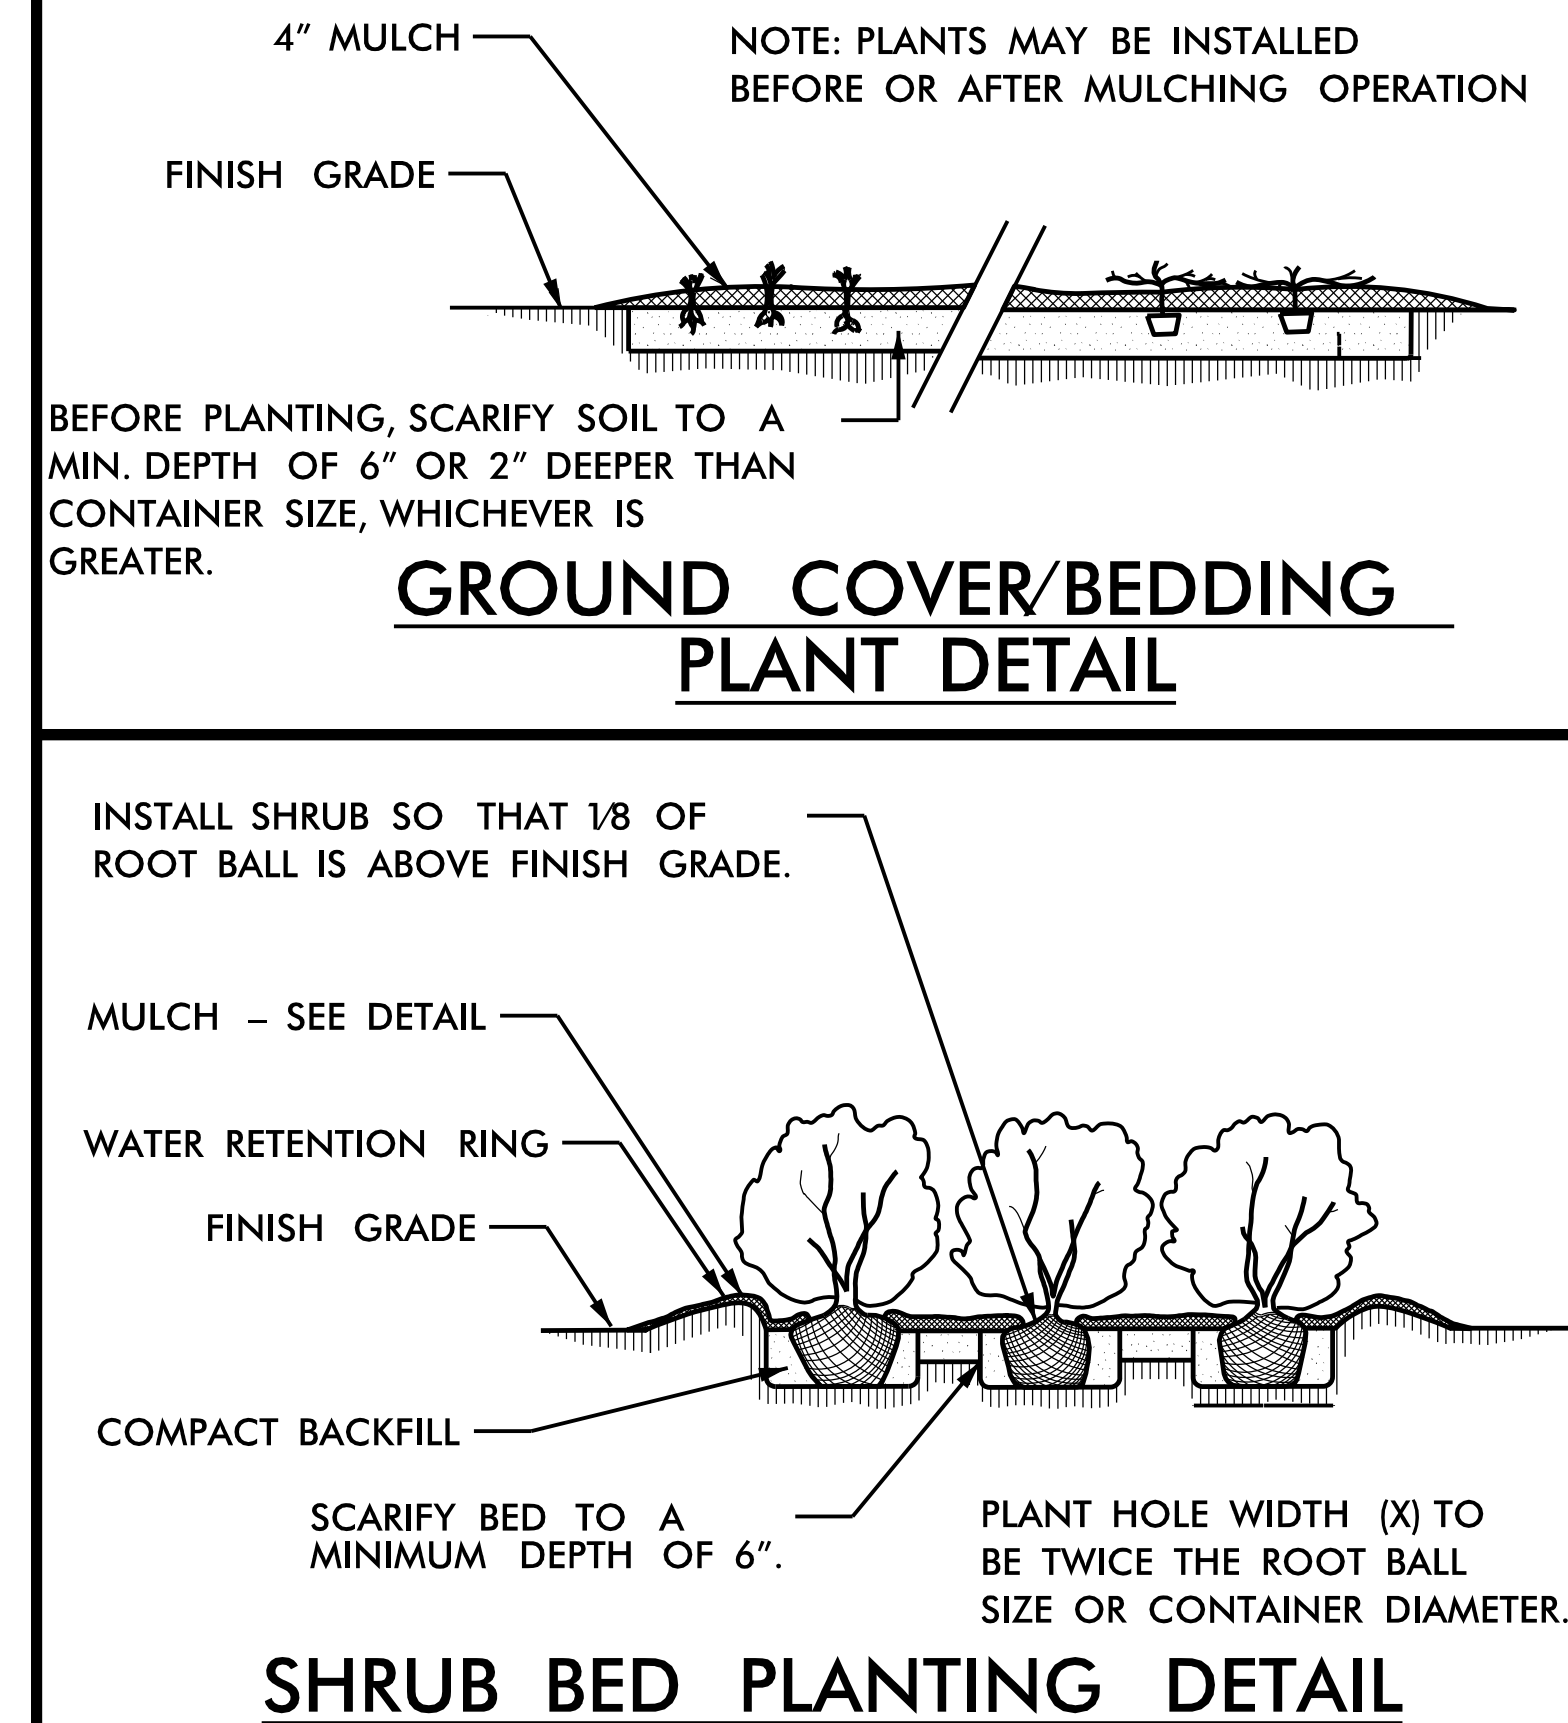 4" MULCH
NOTE: PLANTS MAY BE INSTALLED
BEFORE OR AFTER MULCHING OPERATION
FINISH GRADE
BEFORE PLANTING, SCARIFY SOIL TO A
MIN. DEPTH OF 6" OR 2" DEEPER THAN
CONTAINER SIZE, WHICHEVER IS
GREATER.
GROUND COVER/BEDDING
PLANT DETAIL
INSTALL SHRUB SO THAT 1/8 OF
ROOT BALL IS ABOVE FINISH GRADE.
MULCH – SEE DETAIL
WATER RETENTION RING
FINISH GRADE
COMPACT BACKFILL
SCARIFY BED TO A
MINIMUM DEPTH OF 6".
PLANT HOLE WIDTH (X) TO
BE TWICE THE ROOT BALL
SIZE OR CONTAINER DIAMETER.
SHRUB BED PLANTING DETAIL